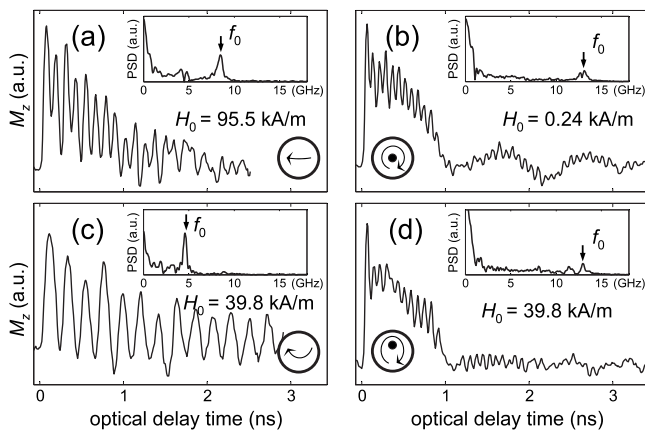 (a)
PSD (a.u.)
f0
0 5 10 15 (GHz)
H0 = 95.5 kA/m
Mz (a.u.)
(b)
PSD (a.u.)
f0
0 5 10 15 (GHz)
H0 = 0.24 kA/m
(c)
PSD (a.u.)
f0
0 5 10 15 (GHz)
H0 = 39.8 kA/m
Mz (a.u.)
0 1 2 3
optical delay time (ns)
(d)
PSD (a.u.)
f0
0 5 10 15 (GHz)
H0 = 39.8 kA/m
0 1 2 3
optical delay time (ns)